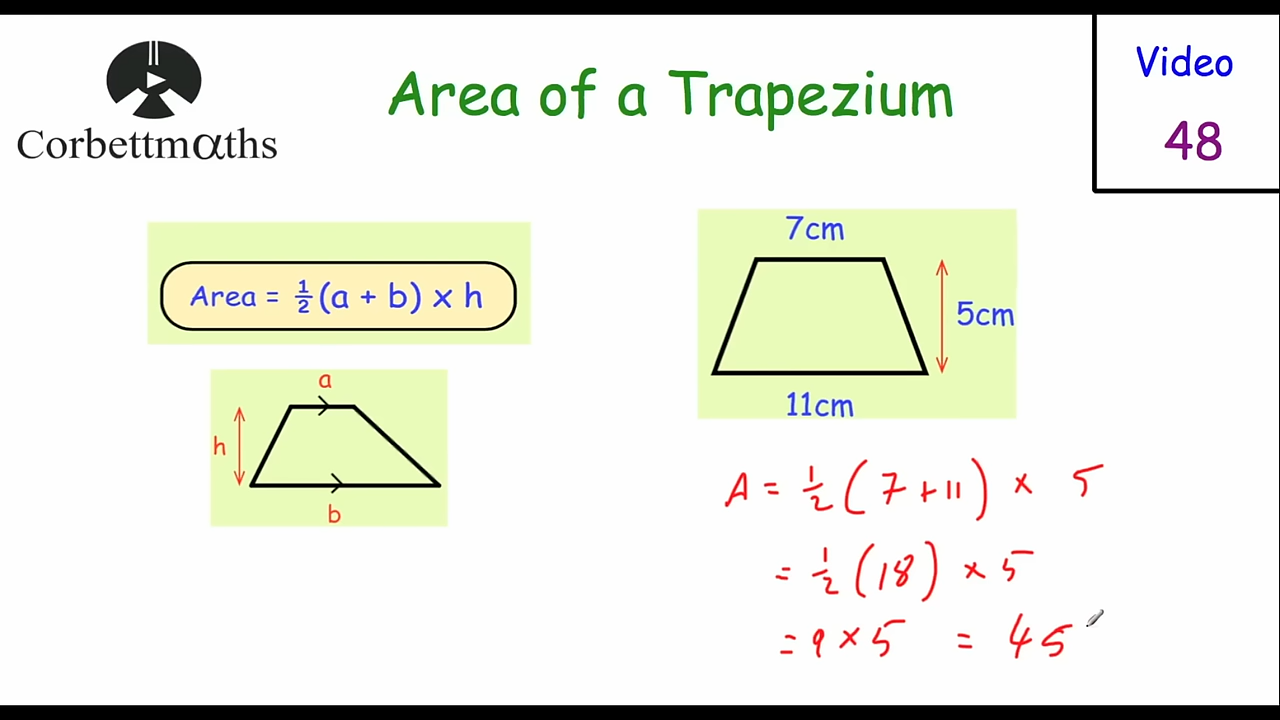 Corbettmαths
Area of a Trapezium
Video
48
Area = ½(a + b) x h
a
h
b
7cm
5cm
11cm
A = ½ (7+11) × 5
= ½ (18) × 5
= 9 × 5 = 45